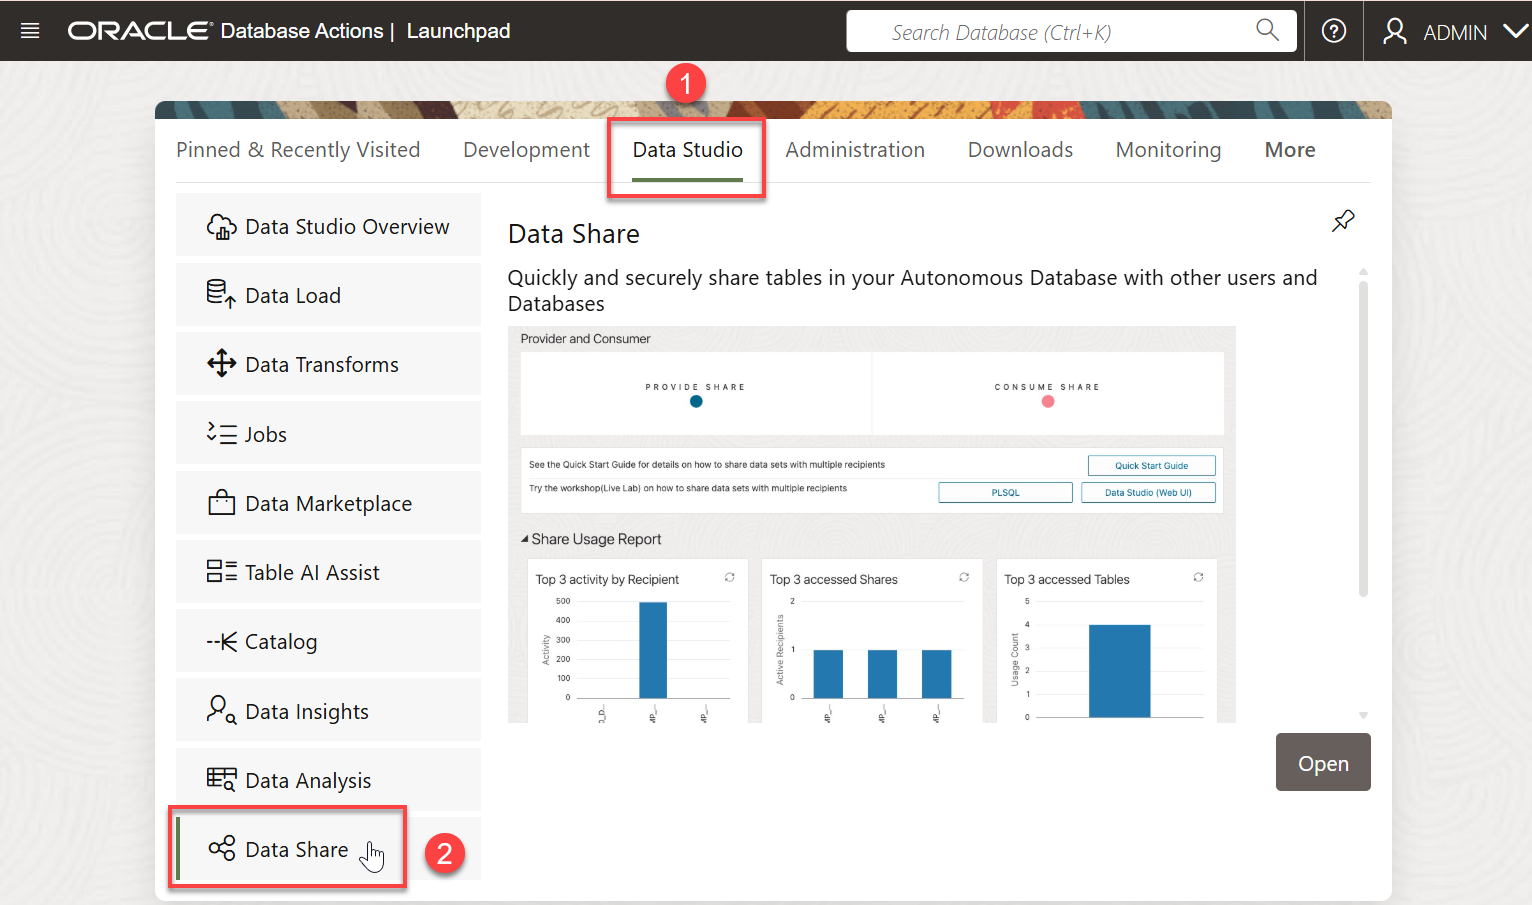 ORACLE Database Actions | Launchpad
Search Database (Ctrl+K)
ADMIN
1
Pinned & Recently Visited
Development
Data Studio
Administration
Downloads
Monitoring
More
Data Studio Overview
Data Load
Data Transforms
Jobs
Data Marketplace
Table AI Assist
Catalog
Data Insights
Data Analysis
Data Share
2
Data Share
Quickly and securely share tables in your Autonomous Database with other users and
Databases
Provider and Consumer
PROVIDE SHARE
CONSUME SHARE
See the Quick Start Guide for details on how to share data sets with multiple recipients
Quick Start Guide
Try the workshop(Live Lab) on how to share data sets with multiple recipients
PLSQL
Data Studio (Web UI)
Share Usage Report
Top 3 activity by Recipient
Activity
500
400
300
200
100
0
Top 3 accessed Shares
Active Recipients
2
1
0
Top 3 accessed Tables
Usage Count
5
4
3
2
1
0
Open